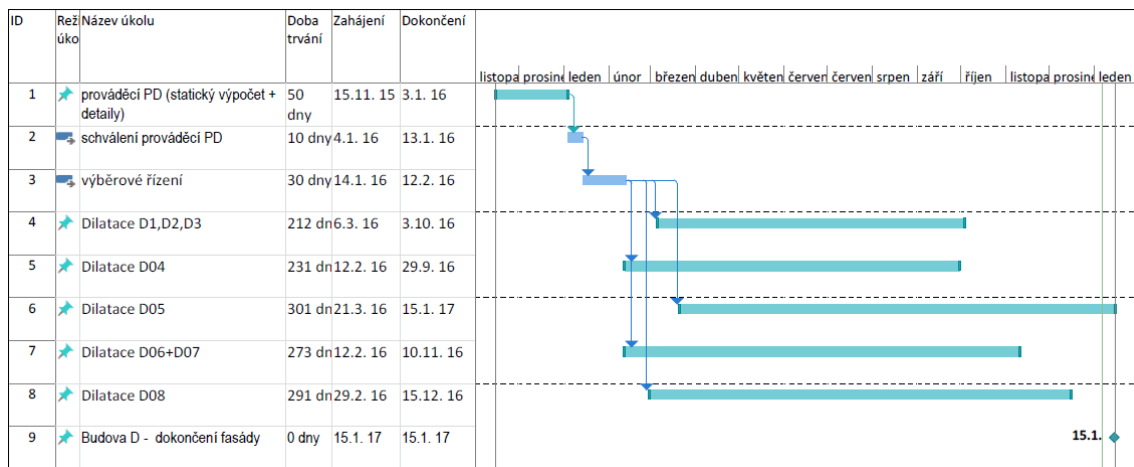 ID Reži úko Název úkolu Doba trvání Zahájení Dokončení
listopa prosine leden únor březen duben květen červen červen srpen září říjen listopa prosine leden
1 prováděcí PD (statický výpočet + detaily) 50 dny 15.11. 15 3.1. 16
2 schválení prováděcí PD 10 dny 4.1. 16 13.1. 16
3 výběrové řízení 30 dny 14.1. 16 12.2. 16
4 Dilatace D1,D2,D3 212 dn 6.3. 16 3.10. 16
5 Dilatace D04 231 dn 12.2. 16 29.9. 16
6 Dilatace D05 301 dn 21.3. 16 15.1. 17
7 Dilatace D06+D07 273 dn 12.2. 16 10.11. 16
8 Dilatace D08 291 dn 29.2. 16 15.12. 16
9 Budova D - dokončení fasády 0 dny 15.1. 17 15.1. 17 15.1.